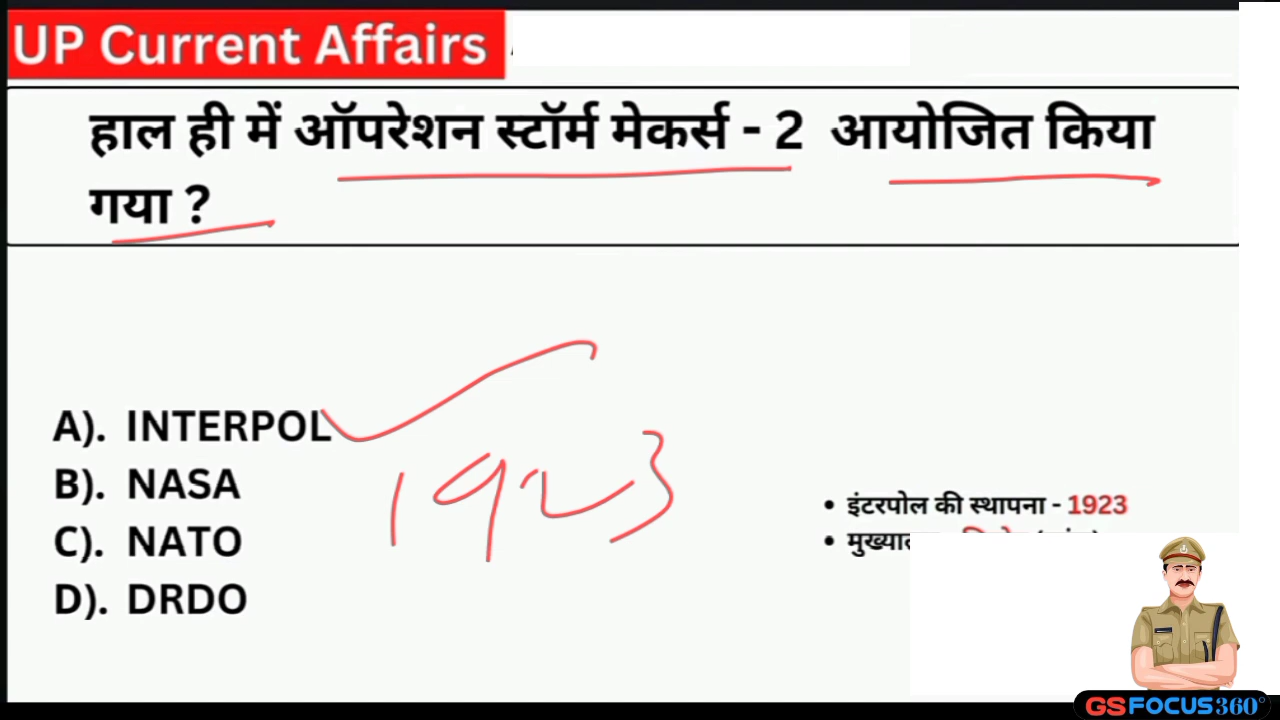 UP Current Affairs
हाल ही में ऑपरेशन स्टॉर्म मेकर्स - 2 आयोजित किया
गया ?
A). INTERPOL
B). NASA
C). NATO
D). DRDO
1923
• इंटरपोल की स्थापना - 1923
GSFOCUS360°